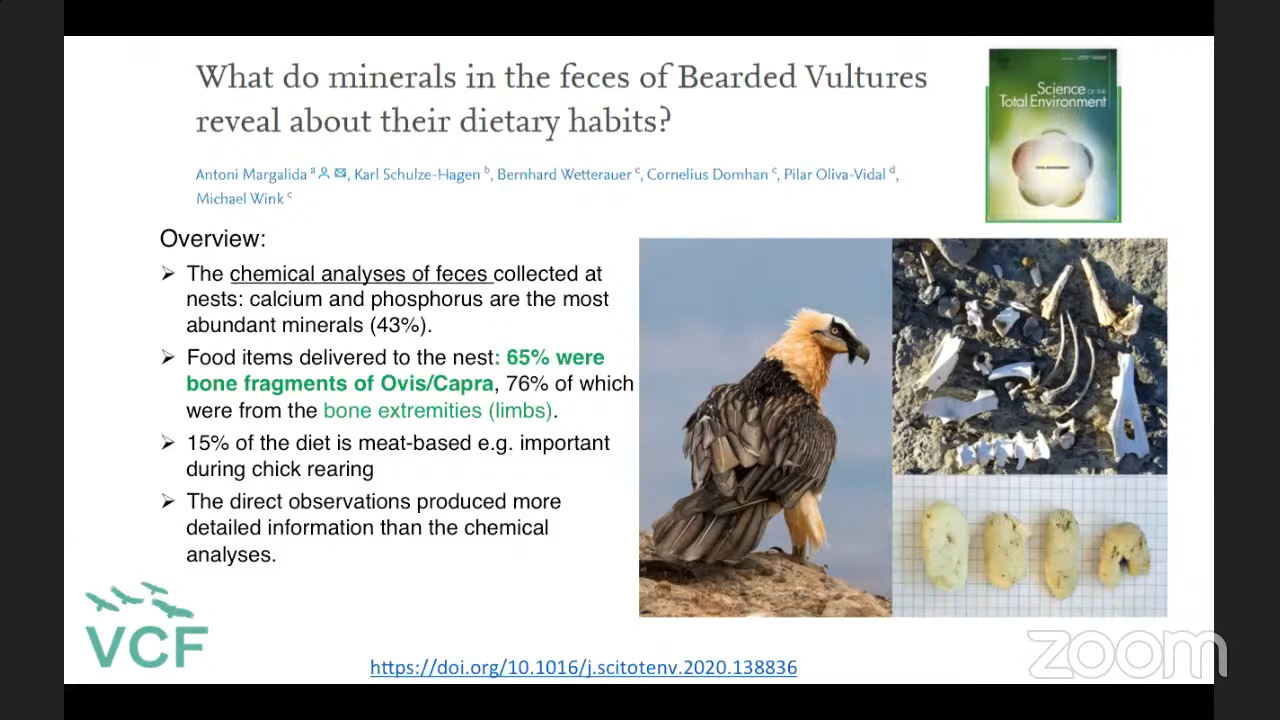 What do minerals in the feces of Bearded Vultures
reveal about their dietary habits?
Antoni Margalida a, Karl Schulze-Hagen b, Bernhard Wetterauer c, Cornelius Domhan c, Pilar Oliva-Vidal d,
Michael Wink c
Science OF THE
Total Environment
TOTAL ENVIRONMENT
Overview:
➢ The chemical analyses of feces collected at
nests: calcium and phosphorus are the most
abundant minerals (43%).
➢ Food items delivered to the nest: 65% were
bone fragments of Ovis/Capra, 76% of which
were from the bone extremities (limbs).
➢ 15% of the diet is meat-based e.g. important
during chick rearing
➢ The direct observations produced more
detailed information than the chemical
analyses.
VCF
https://doi.org/10.1016/j.scitotenv.2020.138836
zoom